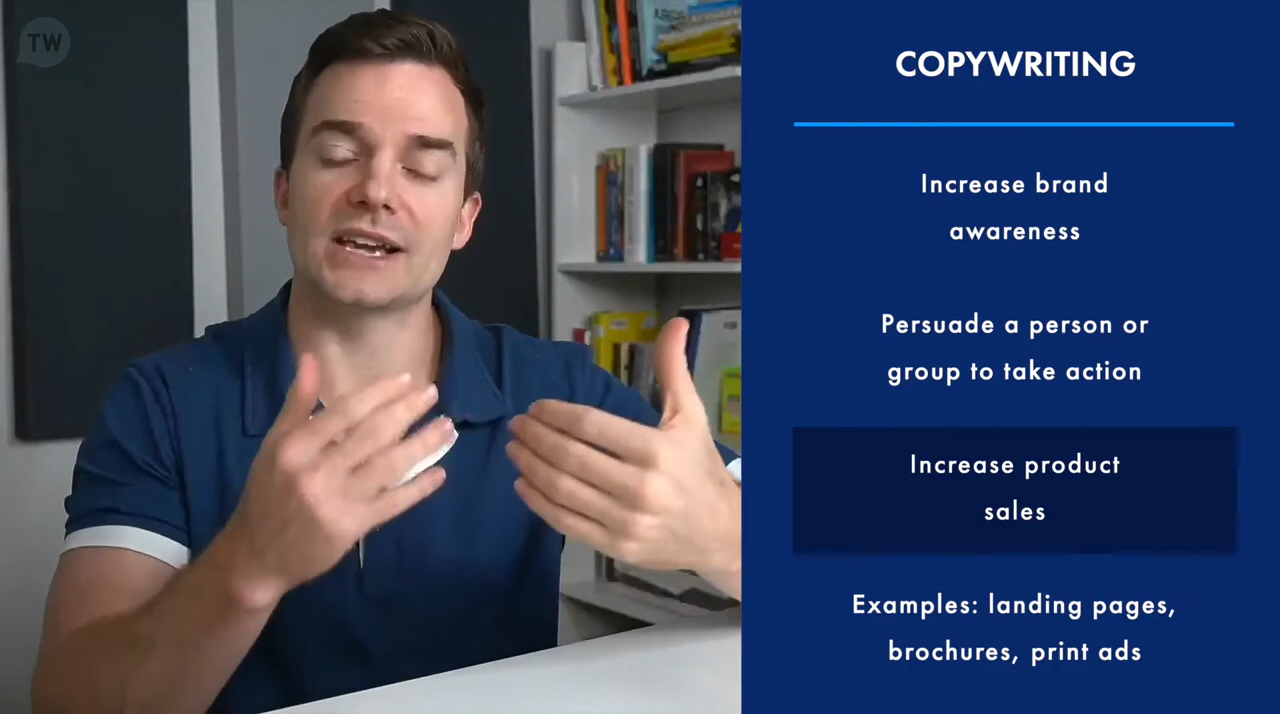 TW
COPYWRITING
Increase brand
awareness
Persuade a person or
group to take action
Increase product
sales
Examples: landing pages,
brochures, print ads